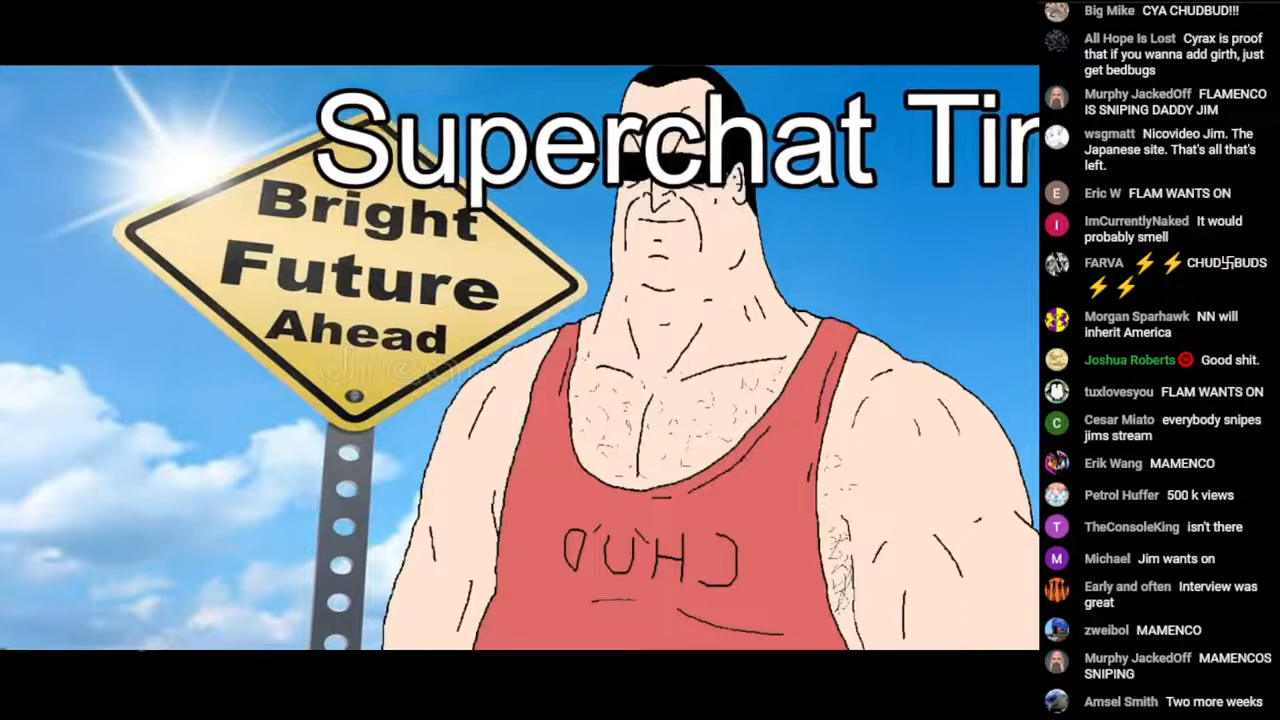 Superchat Tim
Bright
Future
Ahead
CHUD
Big Mike CYA CHUDBUD!!!
All Hope Is Lost Cyrax is proof
that if you wanna add girth, just
get bedbugs
Murphy JackedOff FLAMENCO
IS SNIPING DADDY JIM
wsgmatt Nicovideo Jim. The
Japanese site. That's all that's
left.
Eric W FLAM WANTS ON
ImCurrentlyNaked It would
probably smell
FARVA ⚡⚡CHUD卐BUDS
⚡⚡
Morgan Sparhawk NN will
inherit America
Joshua Roberts Good shit.
tuxlovesyou FLAM WANTS ON
Cesar Miato everybody snipes
jims stream
Erik Wang MAMENCO
Petrol Huffer 500 k views
TheConsoleKing isn't there
Michael Jim wants on
Early and often Interview was
great
zweibol MAMENCO
Murphy JackedOff MAMENCOS
SNIPING
Amsel Smith Two more weeks